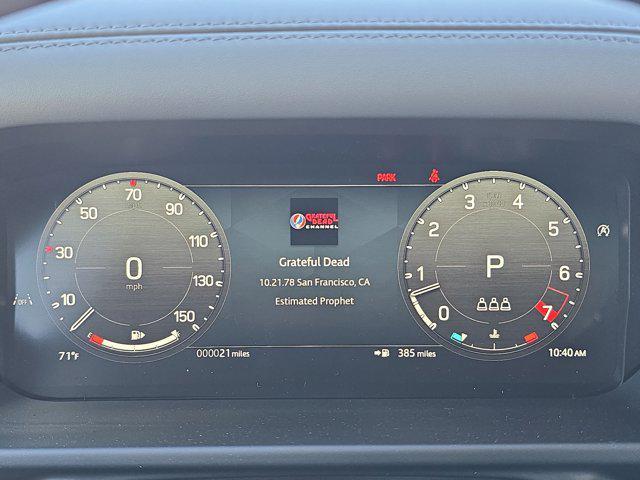 PARK
70
50
90
30
110
10
130
150
0
mph
GRATEFUL
DEAD
CHANNEL
Grateful Dead
10.21.78 San Francisco, CA
Estimated Prophet
3
4
2
5
1
6
0
7
P
OFF
71°F
000021 miles
385 miles
10:40 AM